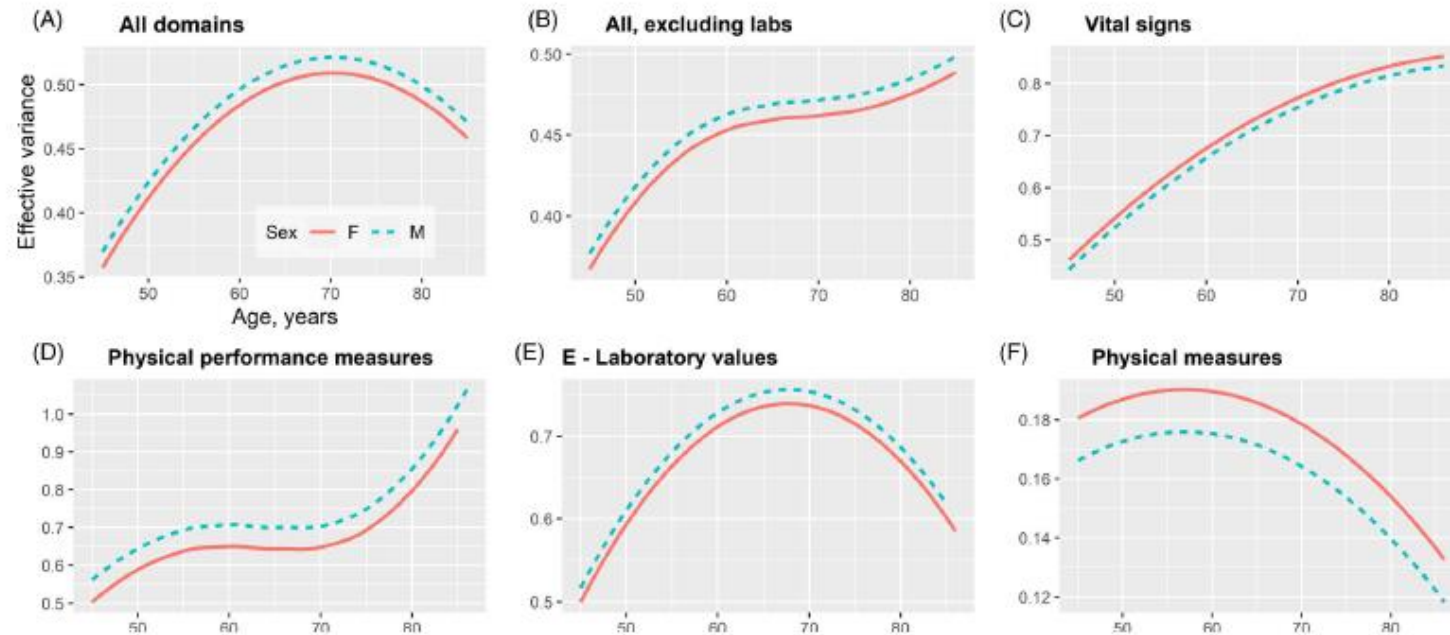 (A) All domains
(B) All, excluding labs
(C) Vital signs
Effective variance
0.50
0.45
0.40
0.35
Sex F M
50 60 70 80
Age, years
0.50
0.45
0.40
50 60 70 80
0.8
0.7
0.6
0.5
50 60 70 80
(D) Physical performance measures
(E) E - Laboratory values
(F) Physical measures
1.0
0.9
0.8
0.7
0.6
0.5
50 60 70 80
0.7
0.6
0.5
50 60 70 80
0.18
0.16
0.14
0.12
50 60 70 80